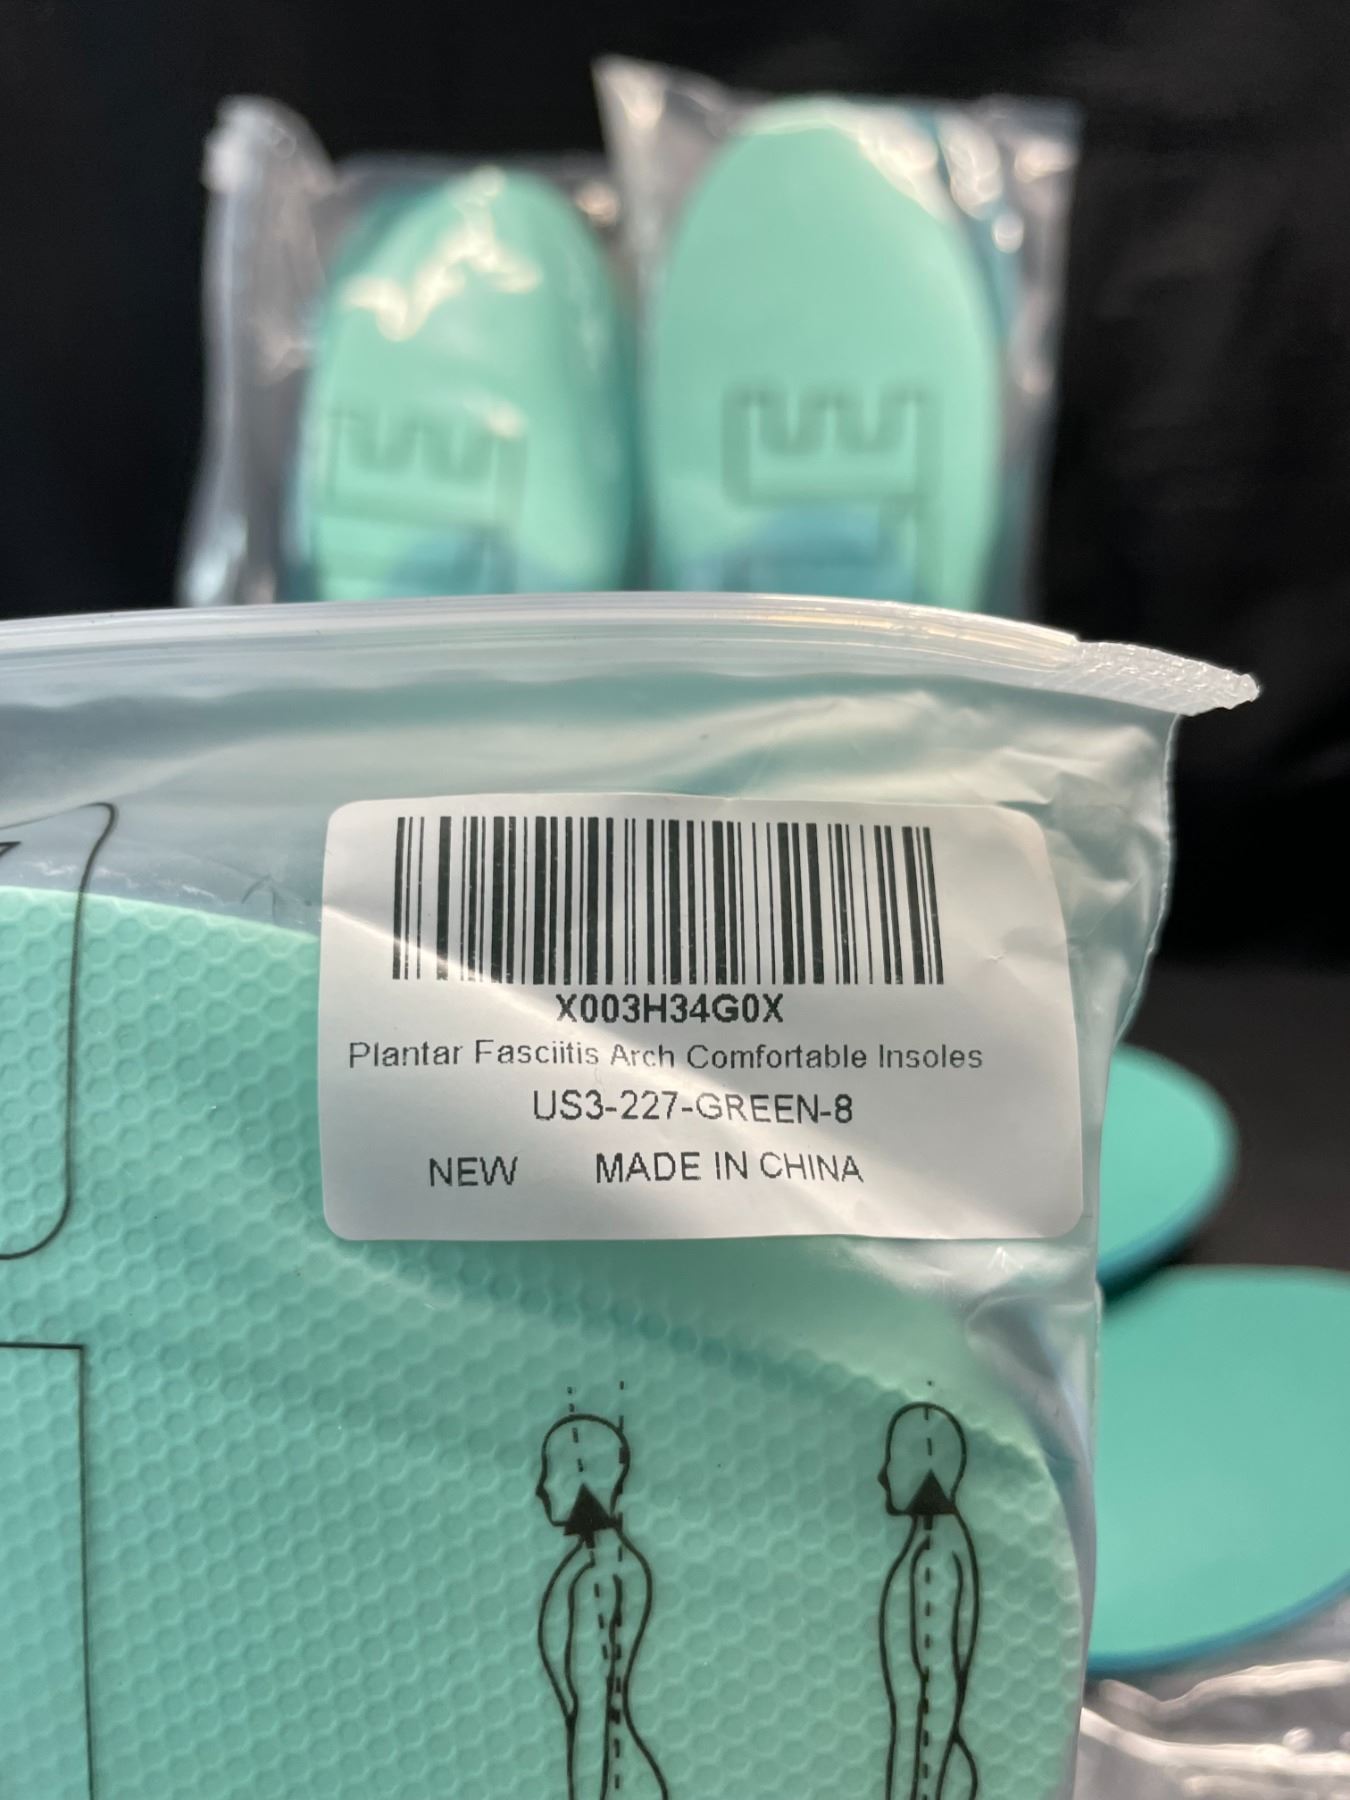 X003H34G0X
Plantar Fasciitis Arch Comfortable Insoles
US3-227-GREEN-8
NEW MADE IN CHINA